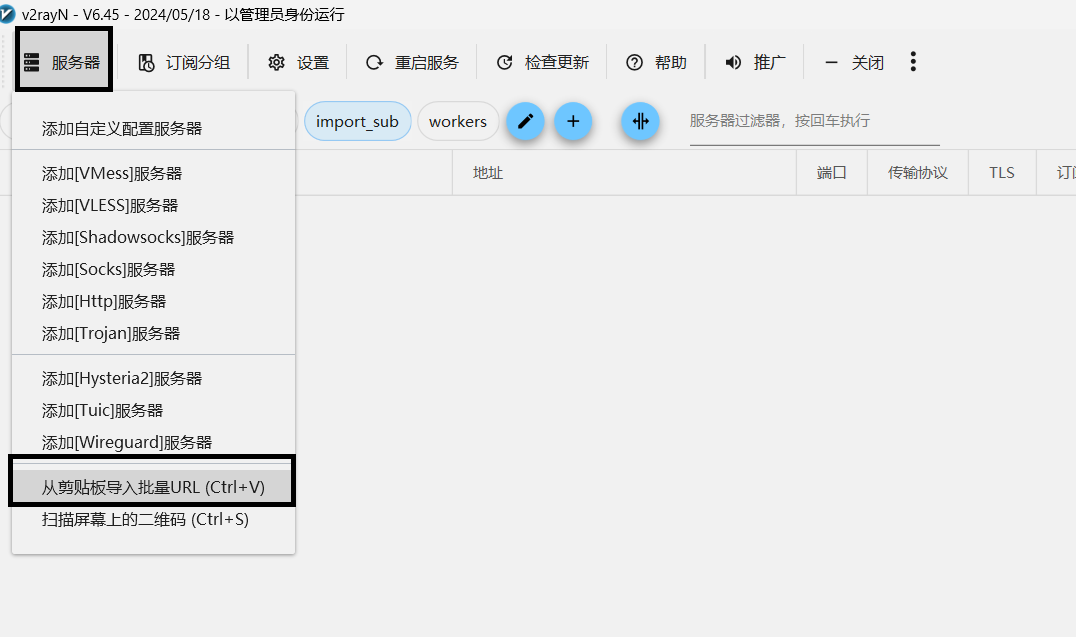 v2rayN - V6.45 - 2024/05/18 - 以管理员身份运行
服务器 订阅分组 设置 重启服务 检查更新 帮助 推广 关闭
import_sub workers 服务器过滤器，按回车执行
地址 端口 传输协议 TLS
添加自定义配置服务器
添加[VMess]服务器
添加[VLESS]服务器
添加[Shadowsocks]服务器
添加[Socks]服务器
添加[Http]服务器
添加[Trojan]服务器
添加[Hysteria2]服务器
添加[Tuic]服务器
添加[Wireguard]服务器
从剪贴板导入批量URL (Ctrl+V)
扫描屏幕上的二维码 (Ctrl+S)